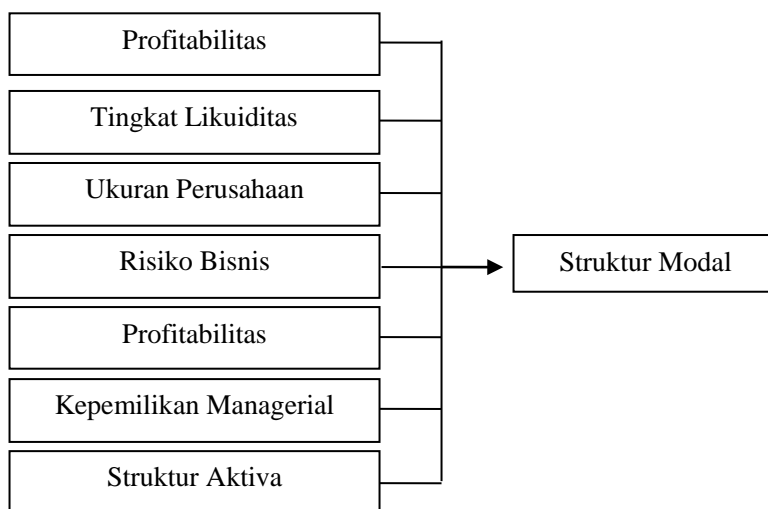 Profitabilitas
Tingkat Likuiditas
Ukuran Perusahaan
Risiko Bisnis
Struktur Modal
Profitabilitas
Kepemilikan Managerial
Struktur Aktiva